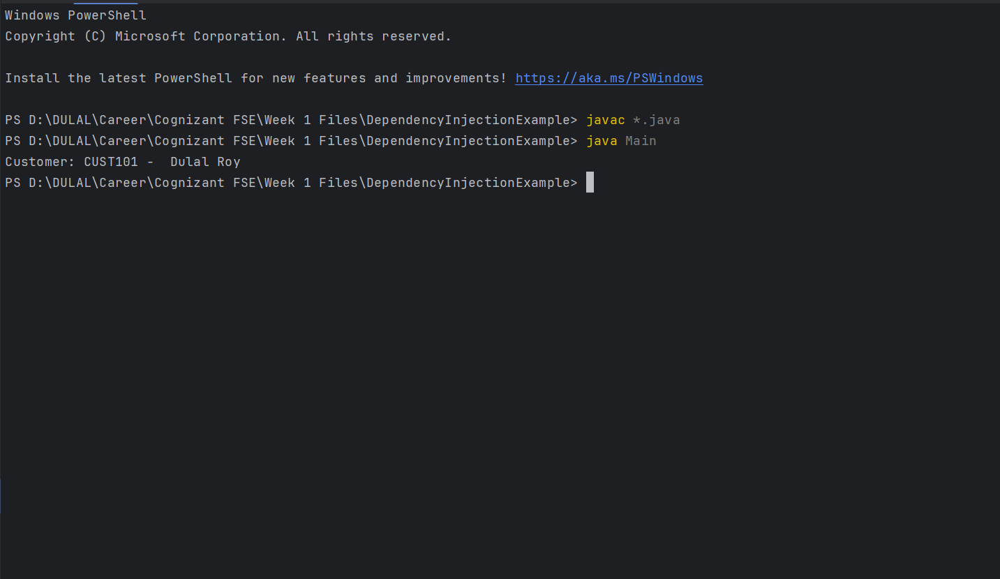 Windows PowerShell
Copyright (C) Microsoft Corporation. All rights reserved.
Install the latest PowerShell for new features and improvements! https://aka.ms/PSWindows
PS D:\DULAL\Career\Cognizant FSE\Week 1 Files\DependencyInjectionExample> javac *.java
PS D:\DULAL\Career\Cognizant FSE\Week 1 Files\DependencyInjectionExample> java Main
Customer: CUST101 -  Dulal Roy
PS D:\DULAL\Career\Cognizant FSE\Week 1 Files\DependencyInjectionExample>